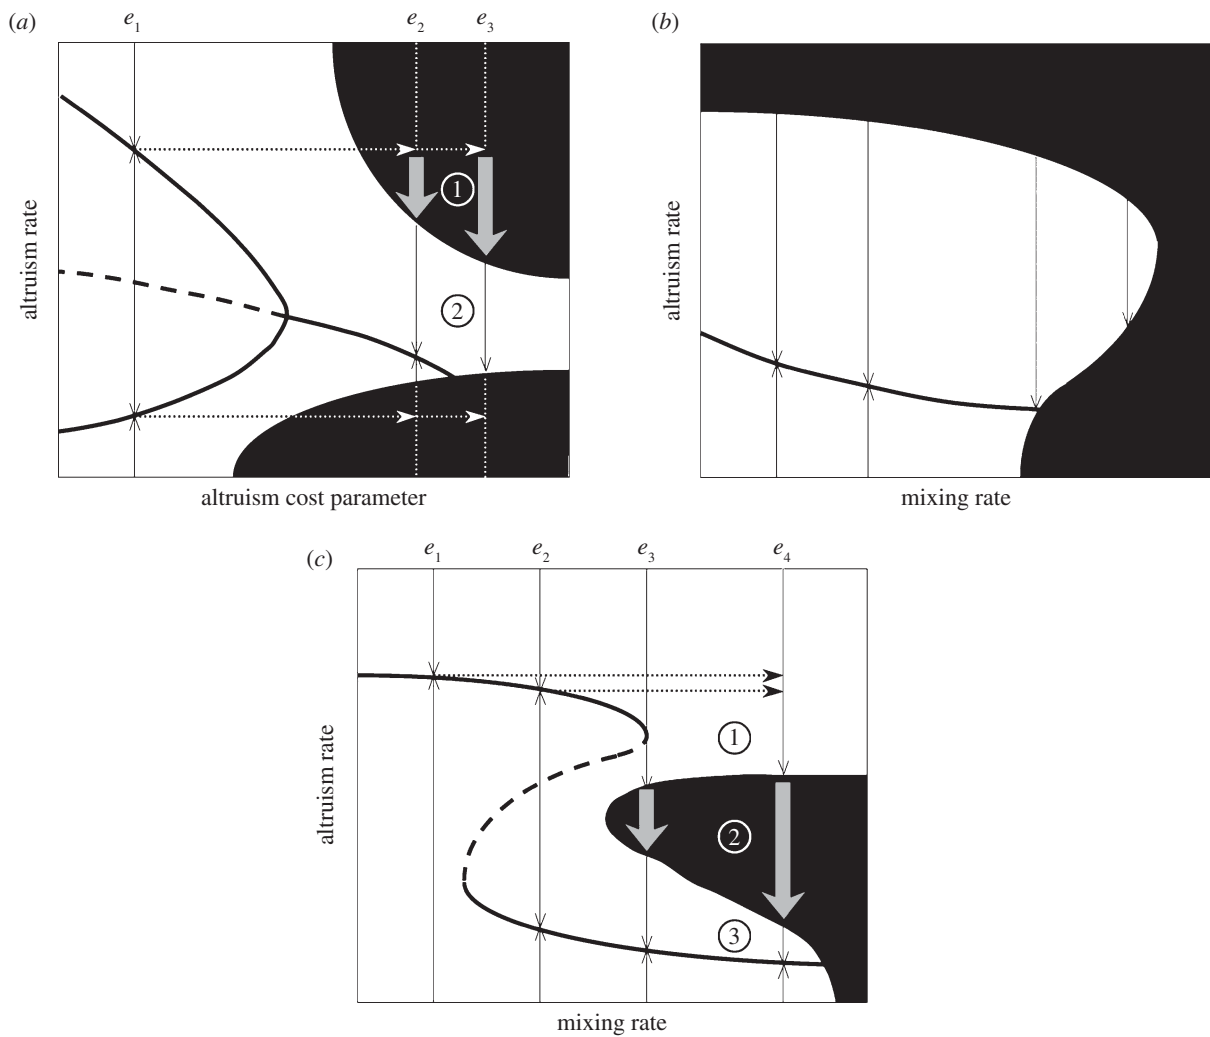 (a)
e1
e2
e3
altruism rate
1
2
altruism cost parameter
(b)
altruism rate
mixing rate
(c)
e1
e2
e3
e4
altruism rate
1
2
3
mixing rate